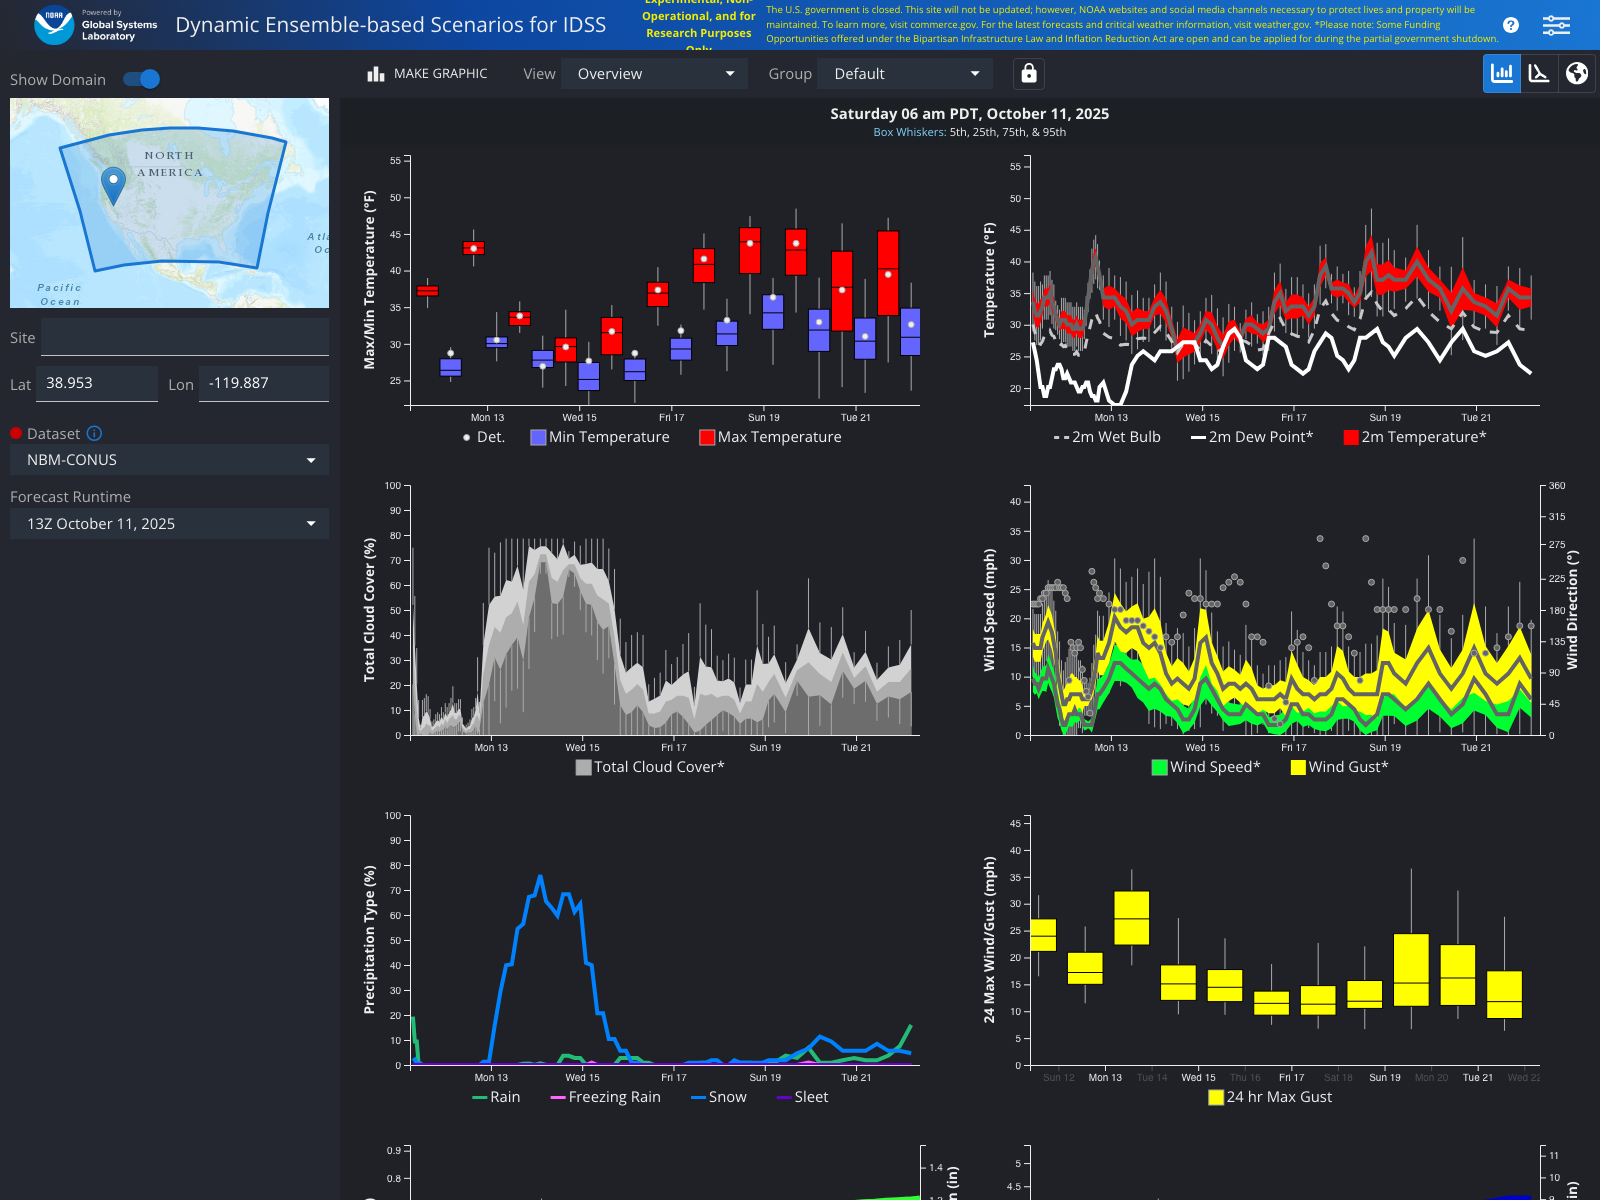 NOAA
Powered by
Global Systems
Laboratory
Dynamic Ensemble-based Scenarios for IDSS
Experimental, Non-
Operational, and for
Research Purposes
Only
The U.S. government is closed. This site will not be updated; however, NOAA websites and social media channels necessary to protect lives and property will be
maintained. To learn more, visit commerce.gov. For the latest forecasts and critical weather information, visit weather.gov. *Please note: Some Funding
Opportunities offered under the Bipartisan Infrastructure Law and Inflation Reduction Act are open and can be applied for during the partial government shutdown.
?
Show Domain
MAKE GRAPHIC
View
Overview
Group
Default
NORTH
AMERICA
Atla
Oc
Pacific
Ocean
Site
Lat
38.953
Lon
-119.887
Dataset
NBM-CONUS
Forecast Runtime
13Z October 11, 2025
Saturday 06 am PDT, October 11, 2025
Box Whiskers: 5th, 25th, 75th, & 95th
Max/Min Temperature (°F)
55
50
45
40
35
30
25
Mon 13
Wed 15
Fri 17
Sun 19
Tue 21
Det.
Min Temperature
Max Temperature
Temperature (°F)
55
50
45
40
35
30
25
20
Mon 13
Wed 15
Fri 17
Sun 19
Tue 21
2m Wet Bulb
2m Dew Point*
2m Temperature*
Total Cloud Cover (%)
100
90
80
70
60
50
40
30
20
10
0
Mon 13
Wed 15
Fri 17
Sun 19
Tue 21
Total Cloud Cover*
Wind Speed (mph)
40
35
30
25
20
15
10
5
0
Mon 13
Wed 15
Fri 17
Sun 19
Tue 21
360
315
275
225
180
135
90
45
0
Wind Direction (°)
Wind Speed*
Wind Gust*
Precipitation Type (%)
100
90
80
70
60
50
40
30
20
10
0
Mon 13
Wed 15
Fri 17
Sun 19
Tue 21
Rain
Freezing Rain
Snow
Sleet
24 Max Wind/Gust (mph)
45
40
35
30
25
20
15
10
5
0
Sun 12
Mon 13
Tue 14
Wed 15
Thu 16
Fri 17
Sat 18
Sun 19
Mon 20
Tue 21
Wed 22
24 hr Max Gust
0.9
0.8
1.4
1.2
n (in)
5
4.5
11
10
9
in)